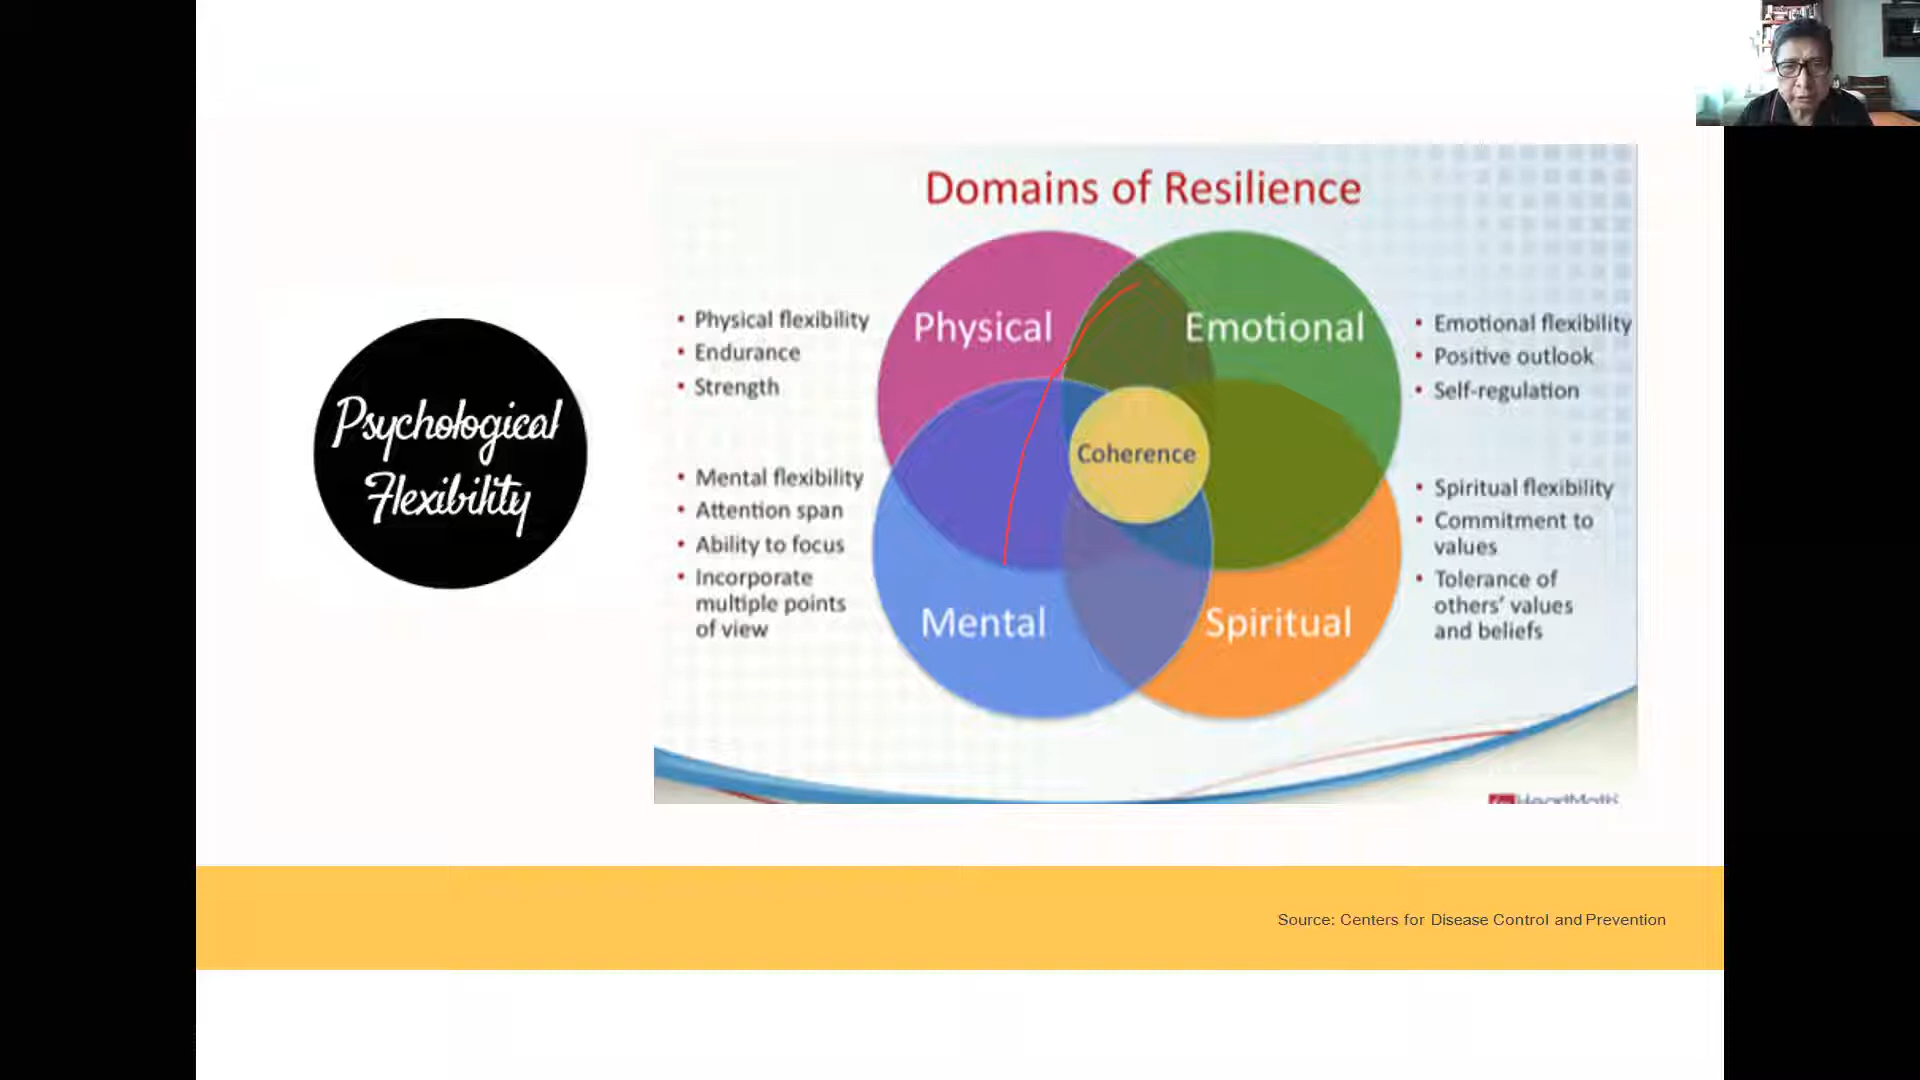 Psychological
Flexibility
Domains of Resilience
Physical
Emotional
Coherence
Mental
Spiritual
• Physical flexibility
• Endurance
• Strength
• Mental flexibility
• Attention span
• Ability to focus
• Incorporate
multiple points
of view
• Emotional flexibility
• Positive outlook
• Self-regulation
• Spiritual flexibility
• Commitment to
values
• Tolerance of
others' values
and beliefs
Source: Centers for Disease Control and Prevention